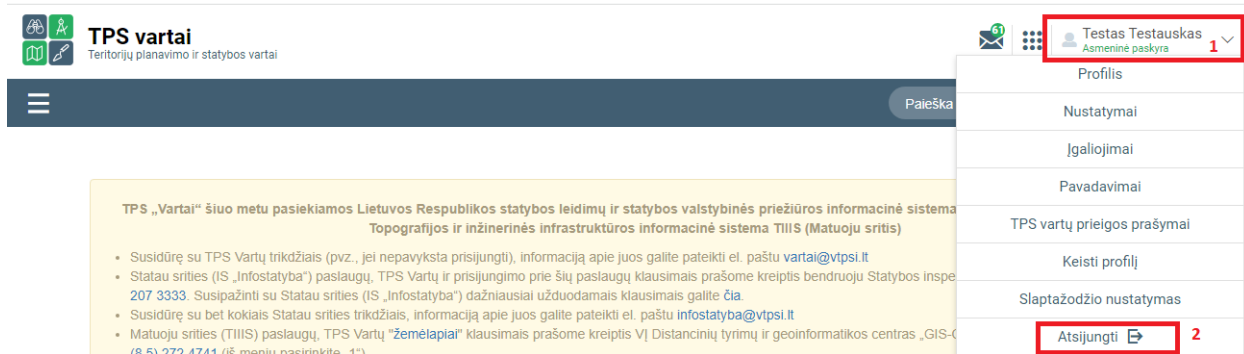 TPS vartai
Teritorijų planavimo ir statybos vartai
61
Testas Testauskas
Asmeninė paskyra
1
Profilis
Paieška
Nustatymai
Įgaliojimai
Pavadavimai
TPS vartų prieigos prašymai
Keisti profilį
Slaptažodžio nustatymas
Atsijungti
2
TPS „Vartai“ šiuo metu pasiekiamos Lietuvos Respublikos statybos leidimų ir statybos valstybinės priežiūros informacinė sistema
Topografijos ir inžinerinės infrastruktūros informacinė sistema TIIIS (Matuoju sritis)
• Susidūrę su TPS Vartų trikdžiais (pvz., jei nepavyksta prisijungti), informaciją apie juos galite pateikti el. paštu vartai@vtpsi.lt
• Statau srities (IS „Infostatyba“) paslaugų, TPS Vartų ir prisijungimo prie šių paslaugų klausimais prašome kreiptis bendruoju Statybos inspe
207 3333. Susipažinti su Statau srities (IS „Infostatyba“) dažniausiai užduodamais klausimais galite čia.
• Susidūrę su bet kokiais Statau srities trikdžiais, informaciją apie juos galite pateikti el. paštu infostatyba@vtpsi.lt
• Matuoju srities (TIIIS) paslaugų, TPS Vartų "žemėlapiai" klausimais prašome kreiptis VĮ Distancinių tyrimų ir geoinformatikos centras „GIS-
(8 5) 272 4741 (iš meniu pasirinkite „1“)